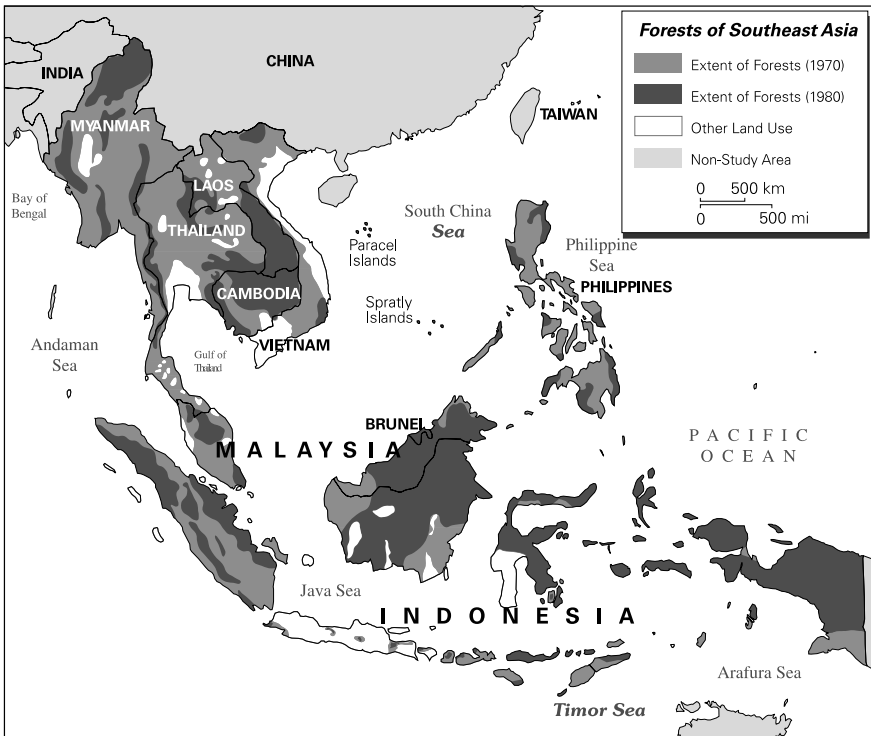 Forests of Southeast Asia
Extent of Forests (1970)
Extent of Forests (1980)
Other Land Use
Non-Study Area
0 500 km
0 500 mi
INDIA
CHINA
MYANMAR
TAIWAN
LAOS
Bay of
Bengal
South China
Sea
THAILAND
Paracel
Islands
Philippine
Sea
PHILIPPINES
CAMBODIA
Spratly
Islands
Andaman
Sea
VIETNAM
Gulf of
Thailand
BRUNEI
MALAYSIA
PACIFIC
OCEAN
Java Sea
INDONESIA
Arafura Sea
Timor Sea